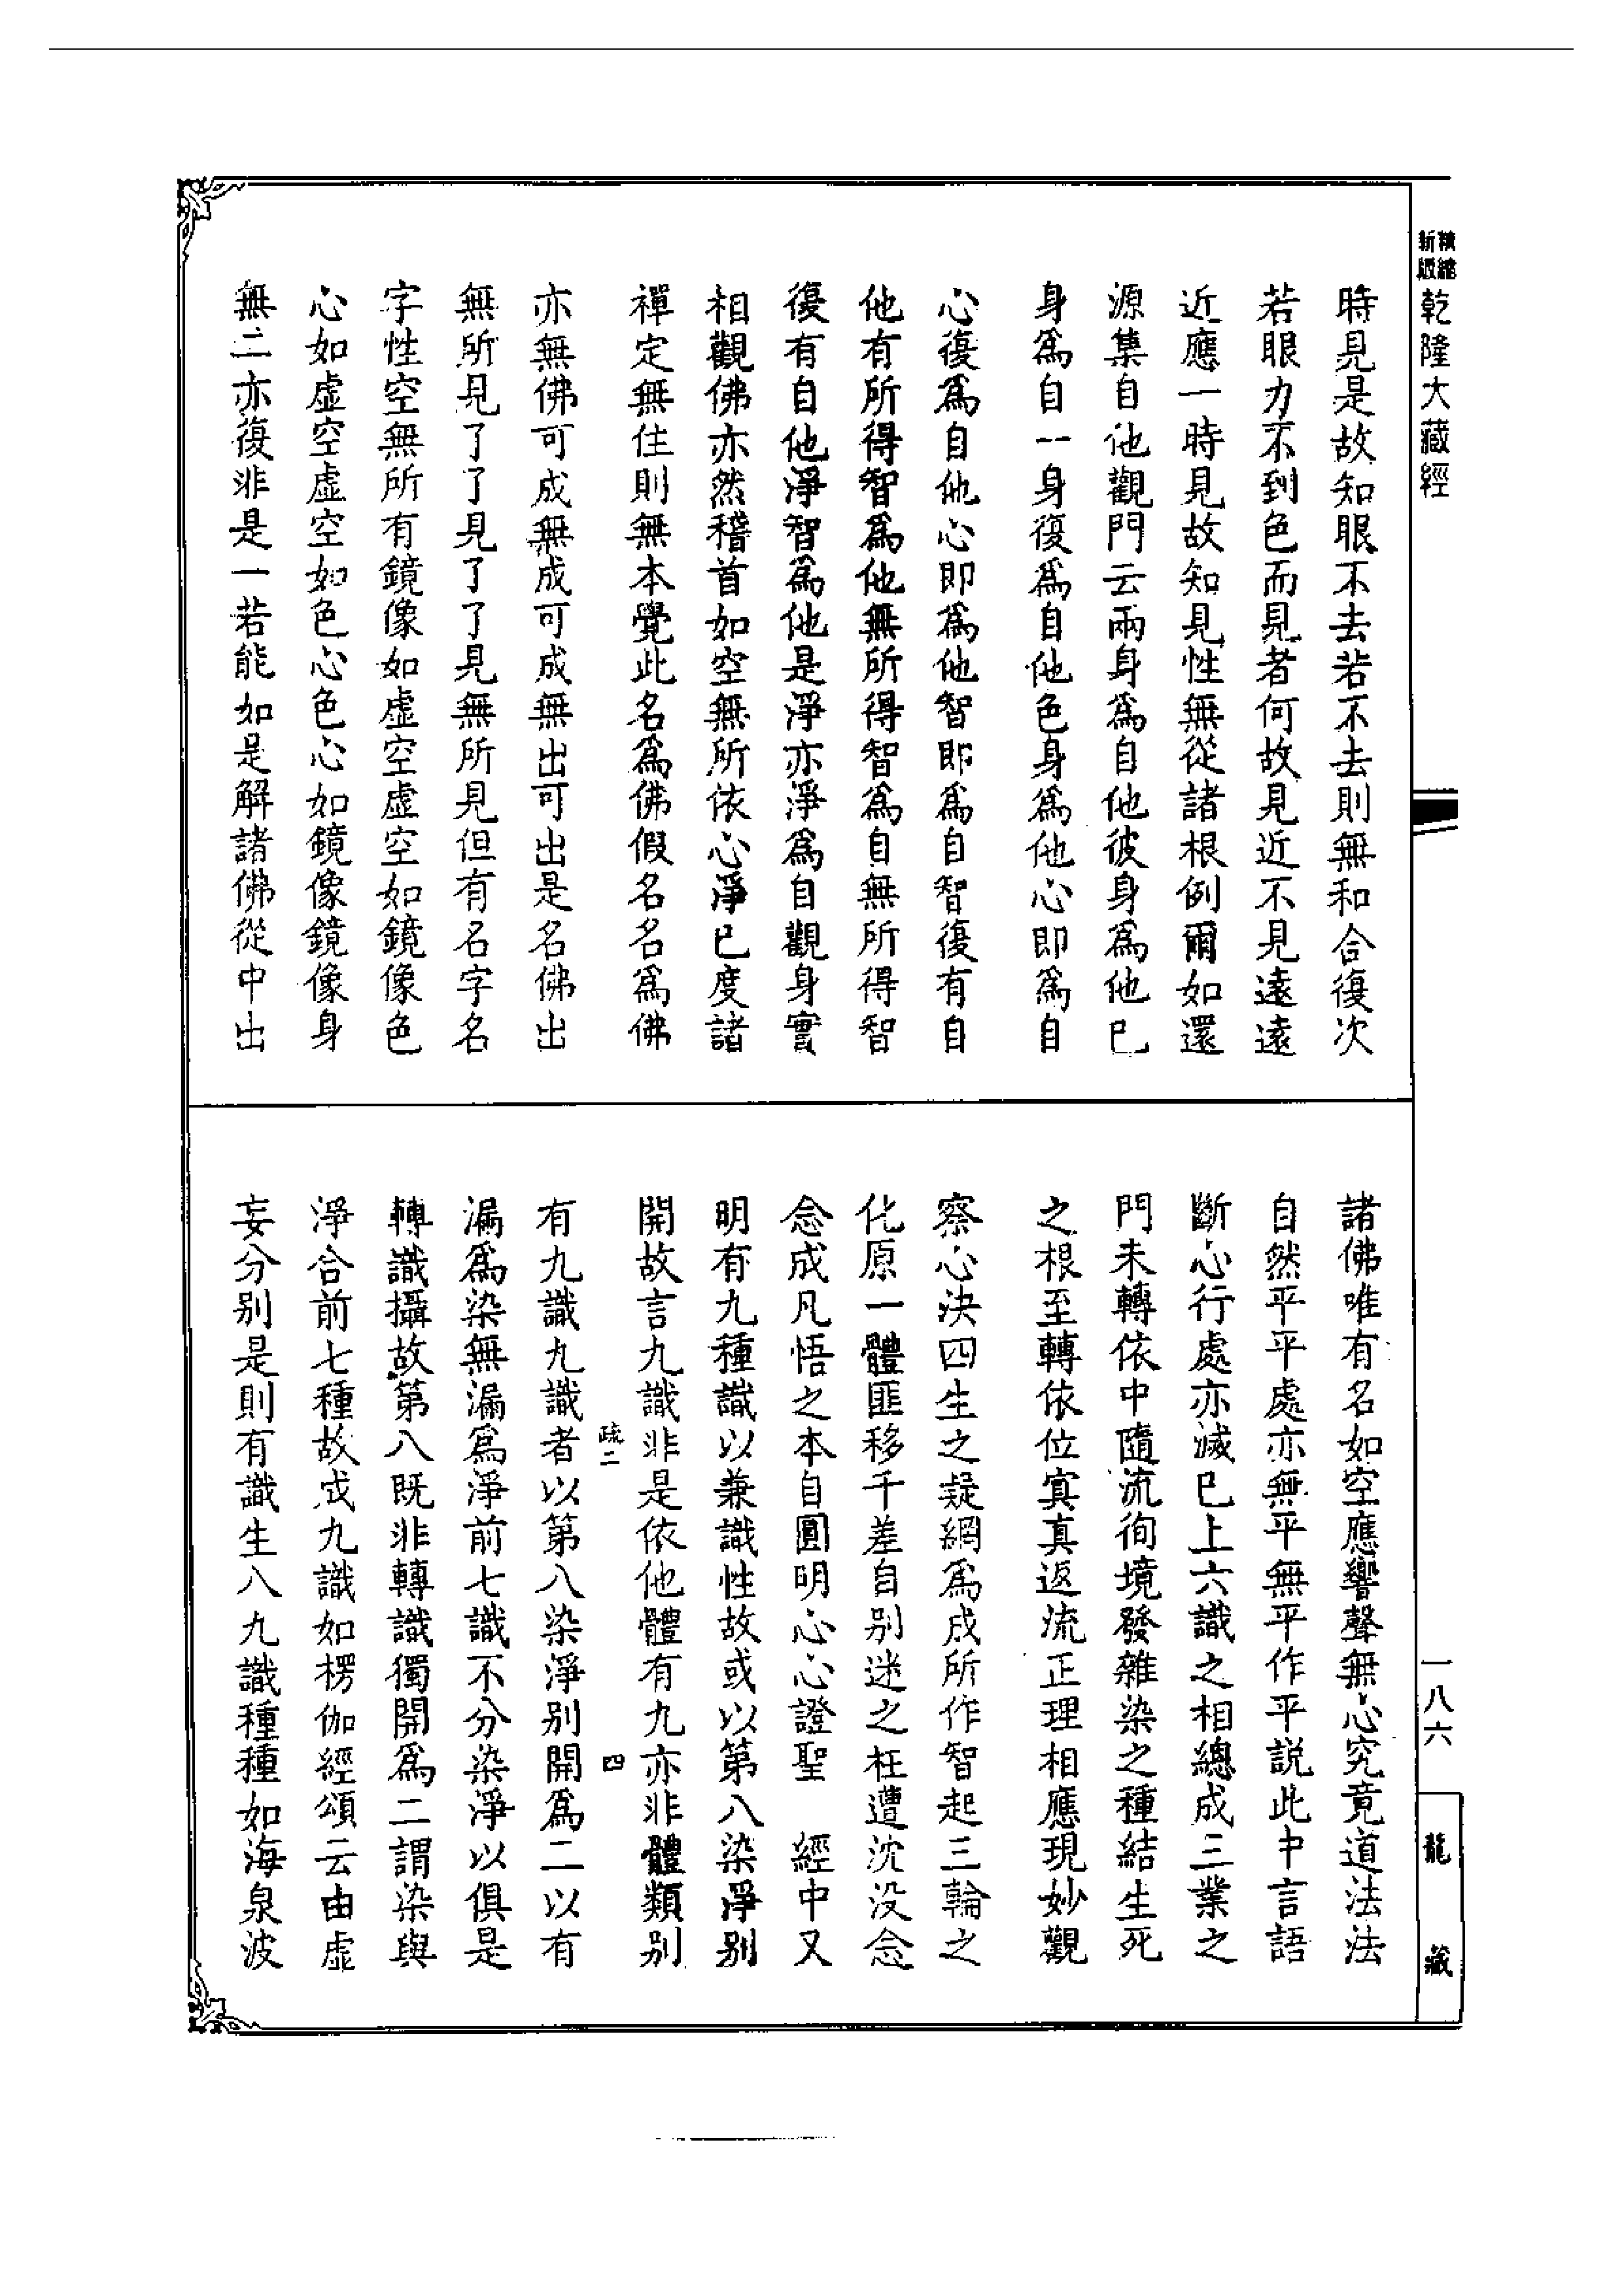 精縮
新版
乾隆大藏經
時見是故知眼不去若不去則無和合復次
若眼力不到色而見者何故見近不見遠遠
近應一時見故知見性無從諸根例爾如還
源集自他觀門云兩身為自他彼身為他已
身為自一身復為自他色身為他心即為自
心復為自他心即為他智即為自智復有自
他有所得智為他無所得智為自無所得智
復有自他淨智為他是淨亦淨為自觀身實
相觀佛亦然稽首如空無所依心淨已度諸
禪定無住則無本覺此名為佛假名名為佛
亦無佛可成無成可成無出可出是名佛出
無所見了了見了了見無所見但有名字名
字性空無所有鏡像如虛空虛空如鏡像色
心如虛空虛空如色心色心如鏡像鏡像身
無二亦復非是一若能如是解諸佛從中出
諸佛唯有名如空應響聲無心究竟道法法
自然平平處亦無平無平作平說此中言語
斷心行處亦滅已上六識之相總成三業之
門未轉依中隨流徇境發雜染之種結生死
之根至轉依位冥真返流正理相應現妙觀
察心決四生之疑網為成所作智起三輪之
化原一體匪移千差自別迷之枉遭沈沒念
念成凡悟之本自圓明心心證聖　經中又
明有九種識以兼識性故或以第八染淨別
開故言九識非是依他體有九亦非體類別
疏二
四
有九識九識者以第八染淨別開為二以有
漏為染無漏為淨前七識不分染淨以俱是
轉識攝故第八既非轉識獨開為二謂染與
淨合前七種故成九識如楞伽經頌云由虛
妄分別是則有識生八九識種種如海泉波
一八六
龍藏